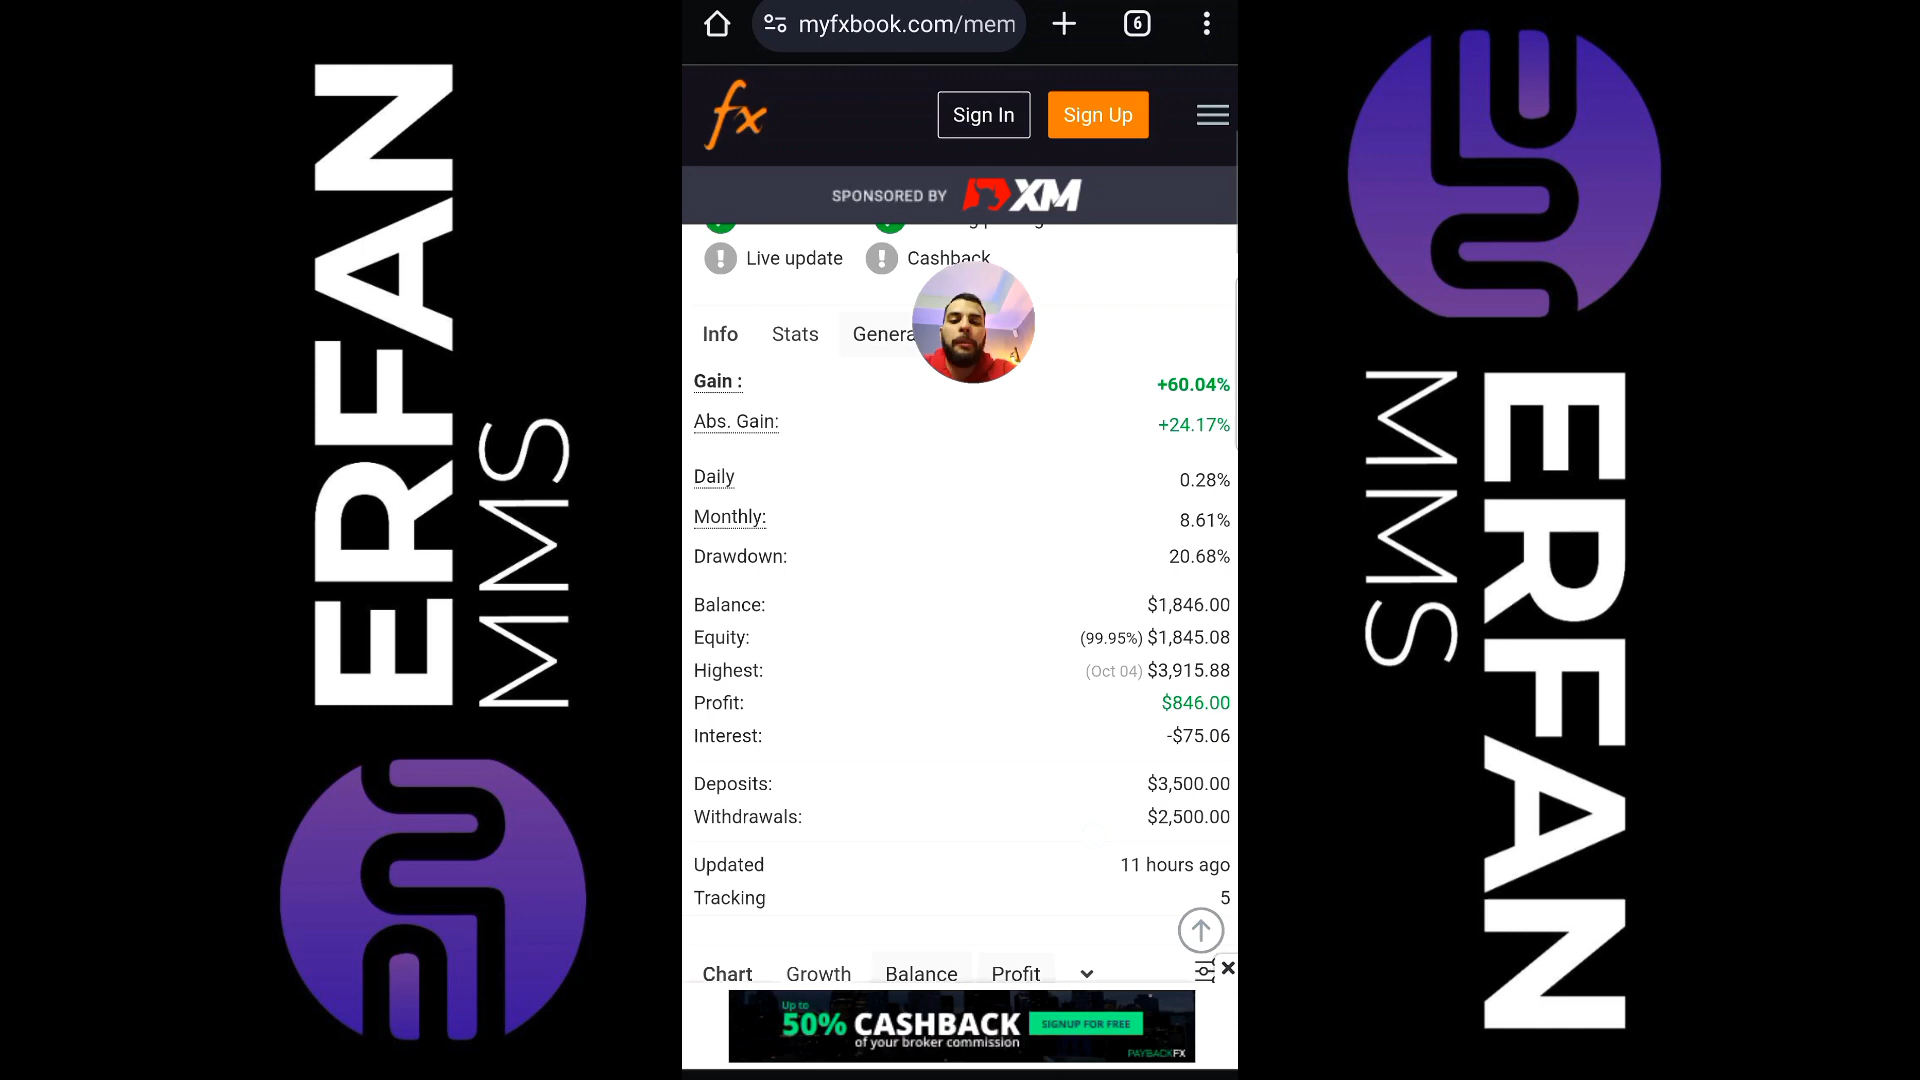 ERFAN
MMS
6
myfxbook.com/mem
fx
Sign In
Sign Up
SPONSORED BY XM
Live update
Cashback
Info
Stats
Genera
Gain : +60.04%
Abs. Gain: +24.17%
Daily 0.28%
Monthly: 8.61%
Drawdown: 20.68%
Balance: $1,846.00
Equity: (99.95%) $1,845.08
Highest: (Oct 04) $3,915.88
Profit: $846.00
Interest: -$75.06
Deposits: $3,500.00
Withdrawals: $2,500.00
Updated 11 hours ago
Tracking 5
Chart
Growth
Balance
Profit
Up to
50% CASHBACK
of your broker commission
SIGNUP FOR FREE
PAYBACKFX
ERFAN
MMS